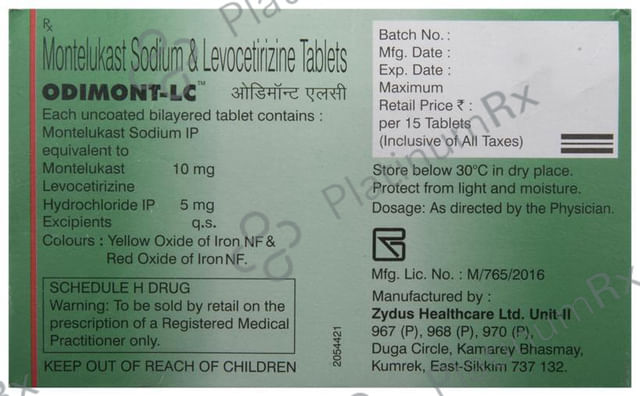 Rx
Montelukast Sodium & Levocetirizine Tablets
ODIMONT-LC™ ओडिमॉन्ट एलसी
Each uncoated bilayered tablet contains :
Montelukast Sodium IP
equivalent to
Montelukast 10 mg
Levocetirizine
Hydrochloride IP 5 mg
Excipients q.s.
Colours : Yellow Oxide of Iron NF &
Red Oxide of Iron NF.
SCHEDULE H DRUG
Warning: To be sold by retail on the
prescription of a Registered Medical
Practitioner only.
KEEP OUT OF REACH OF CHILDREN
2054421
Batch No. :
Mfg. Date :
Exp. Date :
Maximum
Retail Price ₹ :
per 15 Tablets
(Inclusive of All Taxes)
Store below 30°C in dry place.
Protect from light and moisture.
Dosage: As directed by the Physician.
Mfg. Lic. No. : M/765/2016
Manufactured by :
Zydus Healthcare Ltd. Unit-II
967 (P), 968 (P), 970 (P),
Duga Circle, Kamarey Bhasmay,
Kumrek, East-Sikkim 737 132.
PlatinumRx
PlatinumRx
PlatinumRx